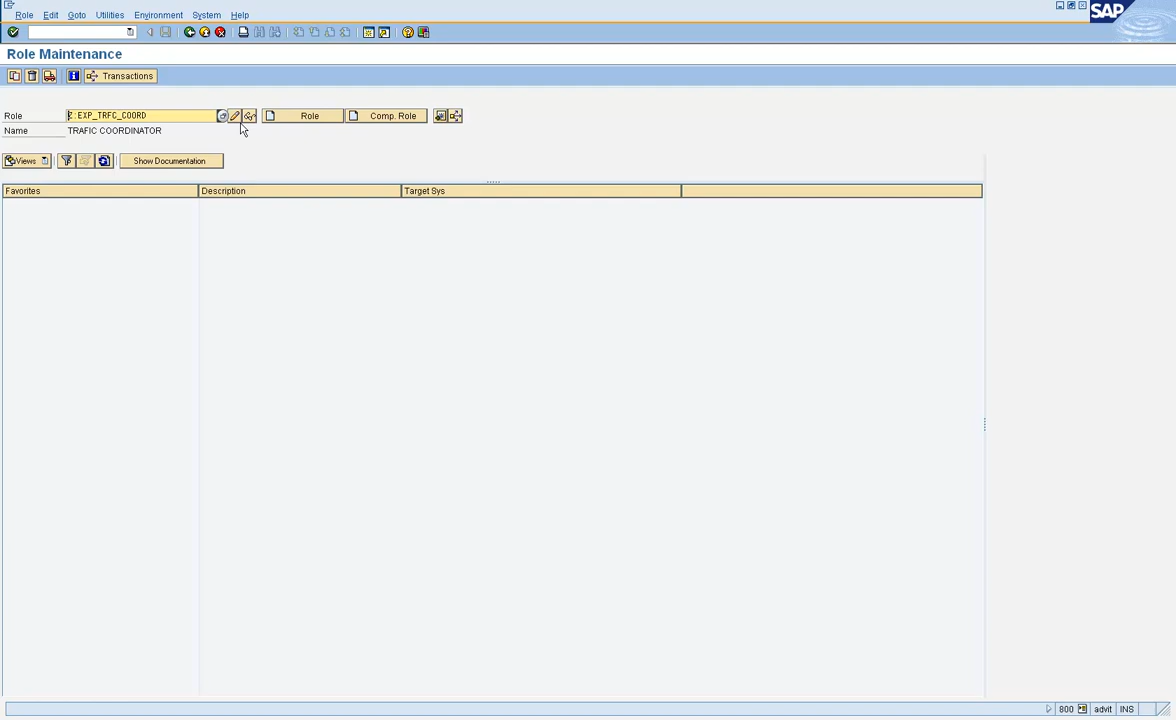 Role Edit Goto Utilities Environment System Help
SAP
Role Maintenance
Transactions
Role Z:EXP_TRFC_COORD Role Comp. Role
Name TRAFIC COORDINATOR
Views Show Documentation
Favorites Description Target Sys
800 advit INS